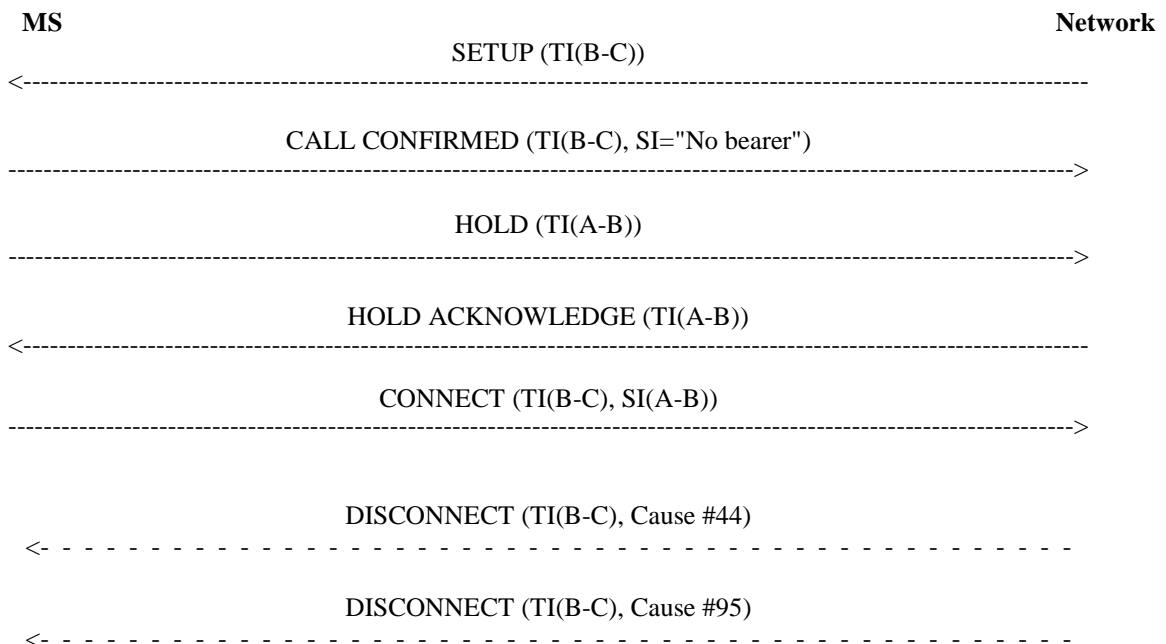 MS Network
SETUP (TI(B-C))
CALL CONFIRMED (TI(B-C), SI="No bearer")
HOLD (TI(A-B))
HOLD ACKNOWLEDGE (TI(A-B))
CONNECT (TI(B-C), SI(A-B))
DISCONNECT (TI(B-C), Cause #44)
DISCONNECT (TI(B-C), Cause #95)